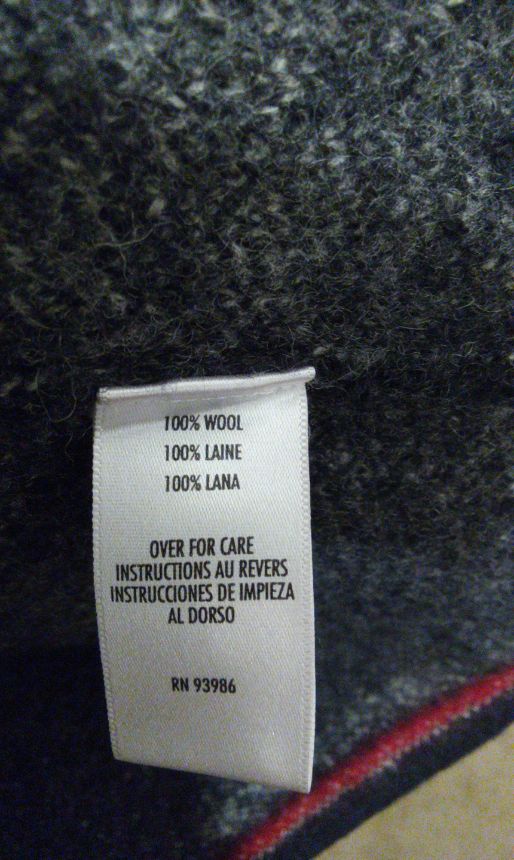 100% WOOL
100% LAINE
100% LANA
OVER FOR CARE
INSTRUCTIONS AU REVERS
INSTRUCCIONES DE IMPIEZA
AL DORSO
RN 93986